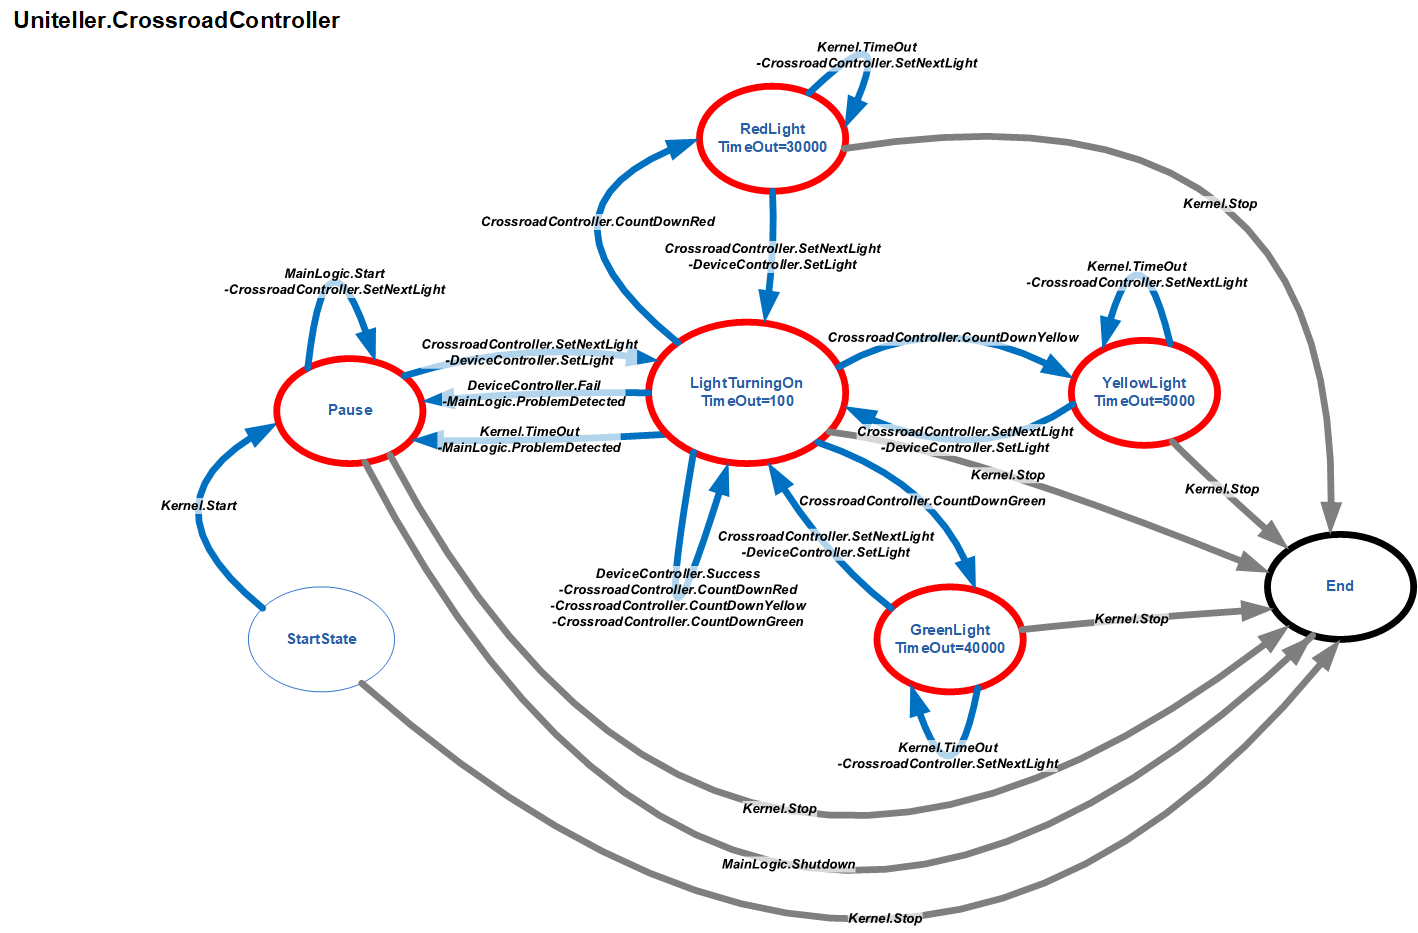 Uniteller.CrossroadController
Kernel.TimeOut
-CrossroadController.SetNextLight
RedLight
TimeOut=30000
Kernel.Stop
CrossroadController.CountDownRed
CrossroadController.SetNextLight
-DeviceController.SetLight
MainLogic.Start
-CrossroadController.SetNextLight
Kernel.TimeOut
-CrossroadController.SetNextLight
CrossroadController.SetNextLight
-DeviceController.SetLight
CrossroadController.CountDownYellow
DeviceController.Fail
-MainLogic.ProblemDetected
LightTurningOn
TimeOut=100
YellowLight
TimeOut=5000
Pause
Kernel.TimeOut
-MainLogic.ProblemDetected
CrossroadController.SetNextLight
-DeviceController.SetLight
Kernel.Stop
Kernel.Stop
Kernel.Start
CrossroadController.CountDownGreen
CrossroadController.SetNextLight
-DeviceController.SetLight
DeviceController.Success
-CrossroadController.CountDownRed
-CrossroadController.CountDownYellow
-CrossroadController.CountDownGreen
End
Kernel.Stop
StartState
GreenLight
TimeOut=40000
Kernel.TimeOut
-CrossroadController.SetNextLight
Kernel.Stop
MainLogic.Shutdown
Kernel.Stop